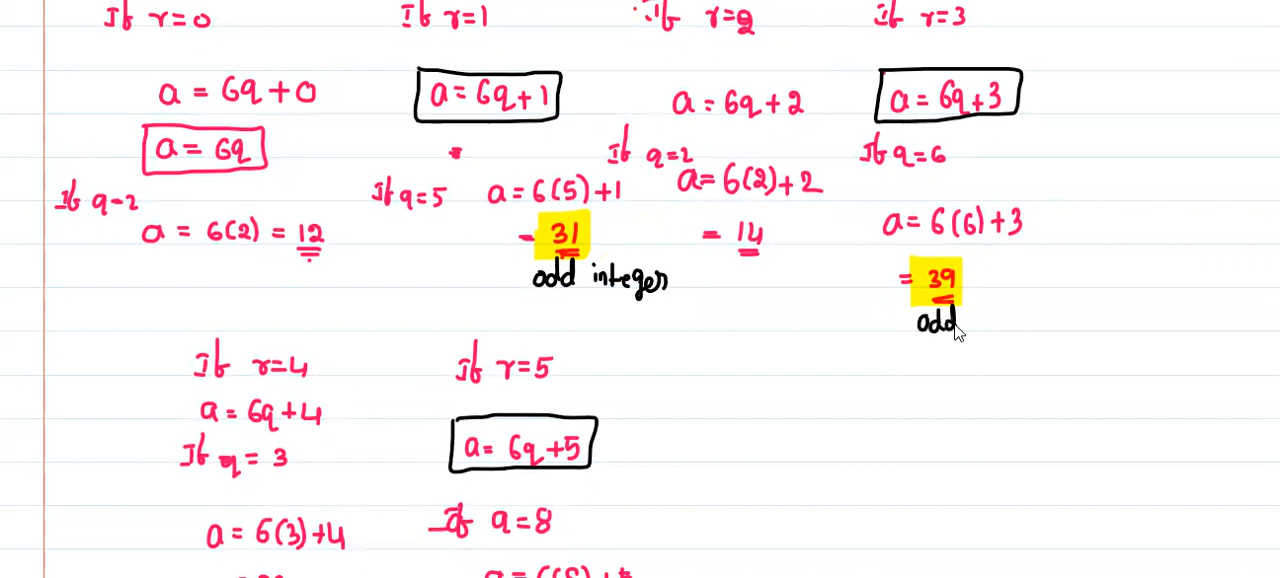 If r=0
a = 6q+0
a = 6q
If q=2
a = 6(2) = 12
If r=1
a = 6q+1
=
If q=5 a = 6(5)+1
= 31
odd integer
If r=2
a = 6q+2
If q=2
a = 6(2)+2
= 14
If r=3
a = 6q+3
If q=6
a = 6(6)+3
= 39
odd
If r=4
a = 6q+4
If q = 3
a = 6(3)+4
If r=5
a = 6q+5
If q=8